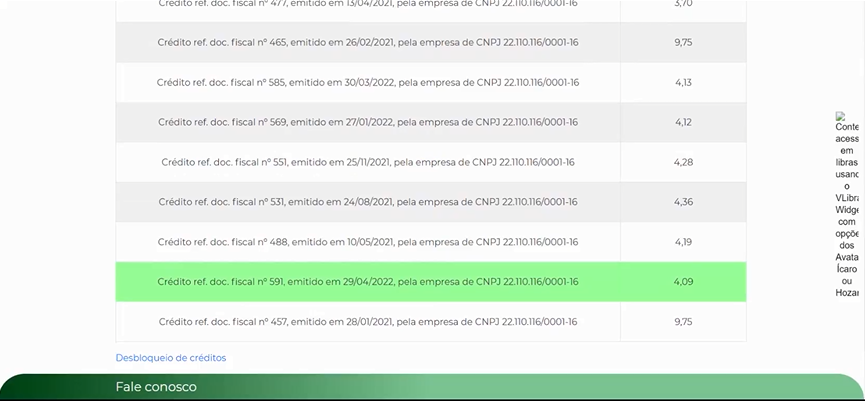 Crédito ref. doc. fiscal nº 477, emitido em 13/04/2021, pela empresa de CNPJ 22.110.116/0001-16 3,70
Crédito ref. doc. fiscal nº 465, emitido em 26/02/2021, pela empresa de CNPJ 22.110.116/0001-16 9,75
Crédito ref. doc. fiscal nº 585, emitido em 30/03/2022, pela empresa de CNPJ 22.110.116/0001-16 4,13
Crédito ref. doc. fiscal nº 569, emitido em 27/01/2022, pela empresa de CNPJ 22.110.116/0001-16 4,12
Crédito ref. doc. fiscal nº 551, emitido em 25/11/2021, pela empresa de CNPJ 22.110.116/0001-16 4,28
Crédito ref. doc. fiscal nº 531, emitido em 24/08/2021, pela empresa de CNPJ 22.110.116/0001-16 4,36
Crédito ref. doc. fiscal nº 488, emitido em 10/05/2021, pela empresa de CNPJ 22.110.116/0001-16 4,19
Crédito ref. doc. fiscal nº 591, emitido em 29/04/2022, pela empresa de CNPJ 22.110.116/0001-16 4,09
Crédito ref. doc. fiscal nº 457, emitido em 28/01/2021, pela empresa de CNPJ 22.110.116/0001-16 9,75
Desbloqueio de créditos
Fale conosco
Conte
acess
em
libras
usand
o
VLibra
Widge
com
opçõe
dos
Avata
Ícaro
ou
Hozar